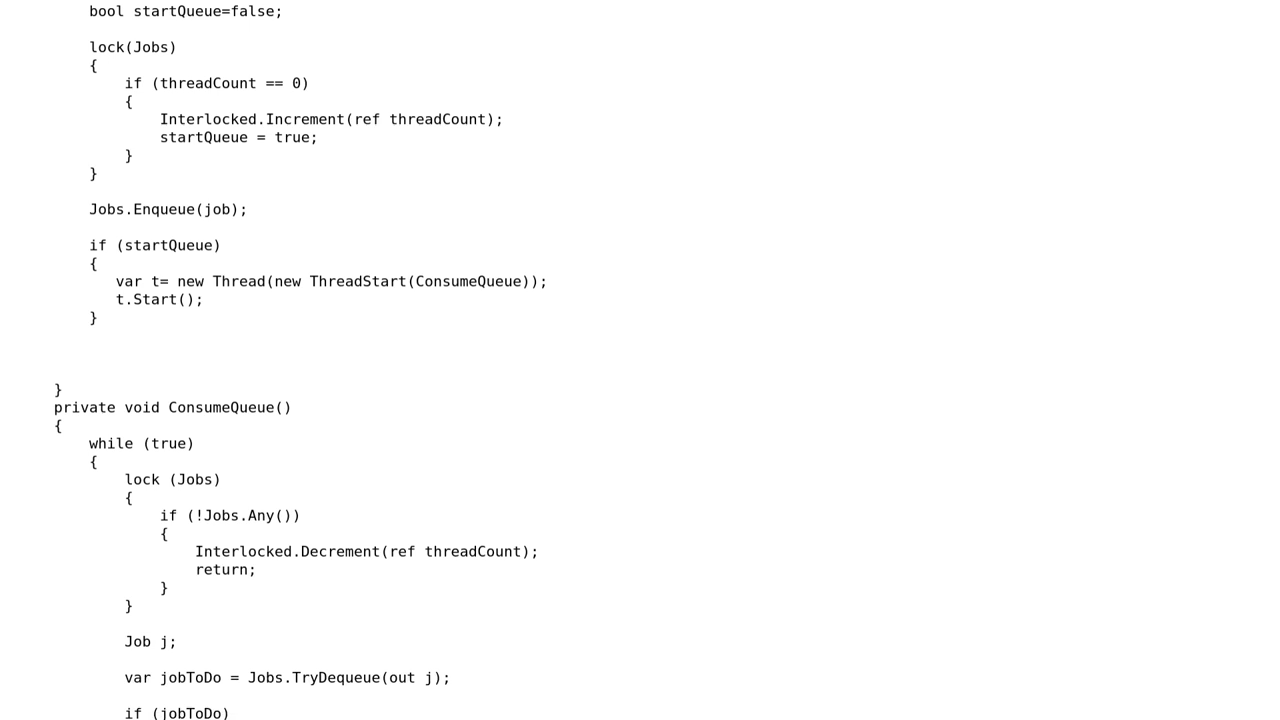 bool startQueue=false;
lock(Jobs)
{
if (threadCount == 0)
{
Interlocked.Increment(ref threadCount);
startQueue = true;
}
}
Jobs.Enqueue(job);
if (startQueue)
{
var t= new Thread(new ThreadStart(ConsumeQueue));
t.Start();
}
}
private void ConsumeQueue()
{
while (true)
{
lock (Jobs)
{
if (!Jobs.Any())
{
Interlocked.Decrement(ref threadCount);
return;
}
}
Job j;
var jobToDo = Jobs.TryDequeue(out j);
if (jobToDo)